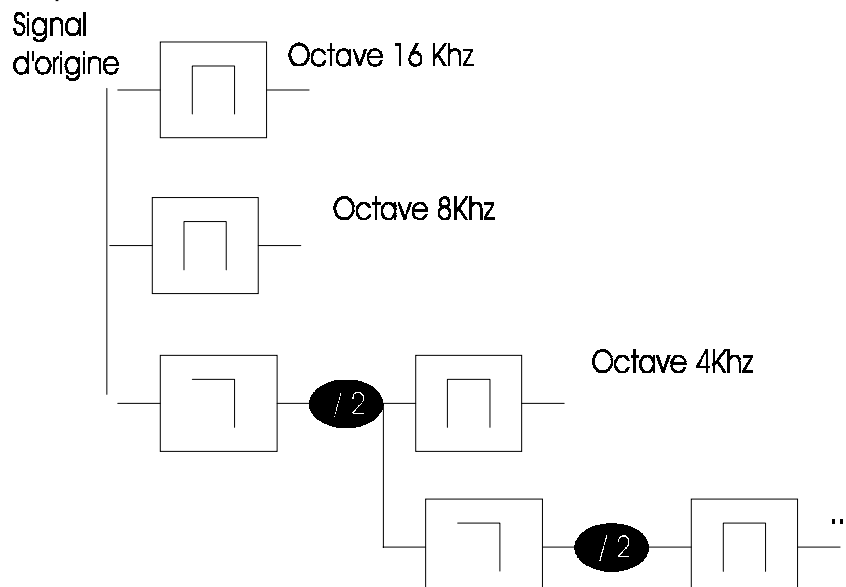 Signal
d'origine
Octave 16 Khz
Octave 8Khz
Octave 4Khz
/ 2
/ 2
..